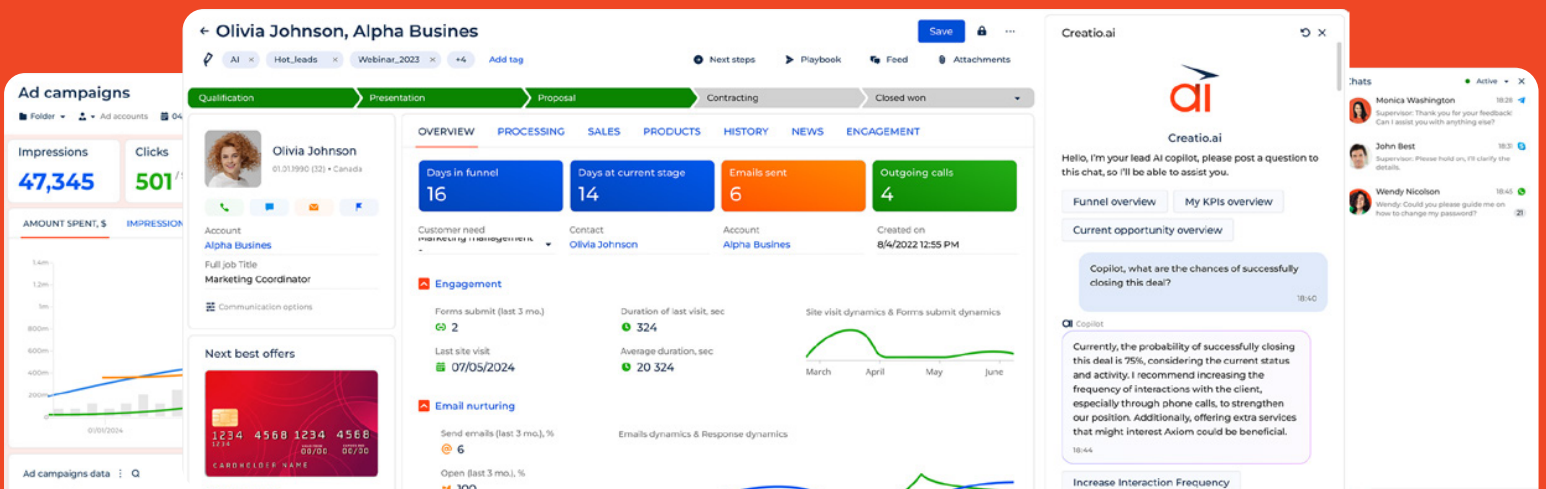 Ad campaigns
Folder
Ad accounts
04
Impressions
47,345
Clicks
501
AMOUNT SPENT, $
IMPRESSION
1.4m
1.2m
1m
800m
600m
400m
200m
0
01/01/2024
Ad campaigns data
← Olivia Johnson, Alpha Busines
Save
AI ×
Hot_leads ×
Webinar_2023 ×
+4
Add tag
Next steps
Playbook
Feed
Attachments
Qualification
Presentation
Proposal
Contracting
Closed won
Olivia Johnson
01.01.1990 (32) • Canada
Account
Alpha Busines
Full job Title
Marketing Coordinator
Communication options
Next best offers
1234 4568 1234 4568
1234
00/00 00/00
CARDHOLDER NAME
OVERVIEW
PROCESSING
SALES
PRODUCTS
HISTORY
NEWS
ENGAGEMENT
Days in funnel
16
Days at current stage
14
Emails sent
6
Outgoing calls
4
Customer need
Marketing management
Contact
Olivia Johnson
Account
Alpha Busines
Created on
8/4/2022 12:55 PM
Engagement
Forms submit (last 3 mo.)
2
Duration of last visit, sec
324
Last site visit
07/05/2024
Average duration, sec
20 324
Site visit dynamics & Forms submit dynamics
March April May June
Email nurturing
Send emails (last 3 mo.), %
6
Emails dynamics & Response dynamics
Open (last 3 mo.), %
100
Creatio.ai
ai
Creatio.ai
Hello, I'm your lead AI copilot, please post a question to
this chat, so I'll be able to assist you.
Funnel overview
My KPIs overview
Current opportunity overview
Copilot, what are the chances of successfully
closing this deal?
18:40
ai Copilot
Currently, the probability of successfully closing
this deal is 75%, considering the current status
and activity. I recommend increasing the
frequency of interactions with the client,
especially through phone calls, to strengthen
our position. Additionally, offering extra services
that might interest Axiom could be beneficial.
18:44
Increase Interaction Frequency
Chats
Active
Monica Washington
18:28
Supervisor: Thank you for your feedback!
Can I assist you with anything else?
John Best
18:31
Supervisor: Please hold on, I'll clarify the
details.
Wendy Nicolson
18:45
Wendy: Could you please guide me on
how to change my password?
21